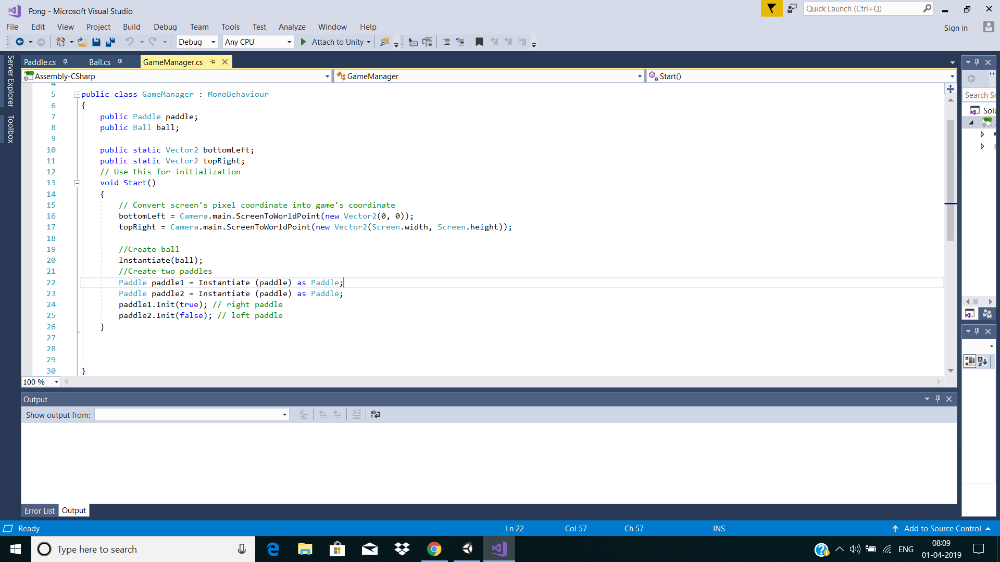 Pong - Microsoft Visual Studio
Quick Launch (Ctrl+Q)
File Edit View Project Build Debug Team Tools Test Analyze Window Help
Sign in
Debug Any CPU Attach to Unity
Server Explorer
Toolbox
Paddle.cs Ball.cs GameManager.cs
Assembly-CSharp GameManager Start()
Search
4
5 public class GameManager : MonoBehaviour
6 {
7 public Paddle paddle;
8 public Ball ball;
9
10 public static Vector2 bottomLeft;
11 public static Vector2 topRight;
12 // Use this for initialization
13 void Start()
14 {
15 // Convert screen's pixel coordinate into game's coordinate
16 bottomLeft = Camera.main.ScreenToWorldPoint(new Vector2(0, 0));
17 topRight = Camera.main.ScreenToWorldPoint(new Vector2(Screen.width, Screen.height));
18
19 //Create ball
20 Instantiate(ball);
21 //Create two paddles
22 Paddle paddle1 = Instantiate (paddle) as Paddle;
23 Paddle paddle2 = Instantiate (paddle) as Paddle;
24 paddle1.Init(true); // right paddle
25 paddle2.Init(false); // left paddle
26 }
27
28
29
30 }
100 %
Output
Show output from:
Error List Output
Ready Ln 22 Col 57 Ch 57 INS Add to Source Control
Type here to search
ENG
08:09
01-04-2019